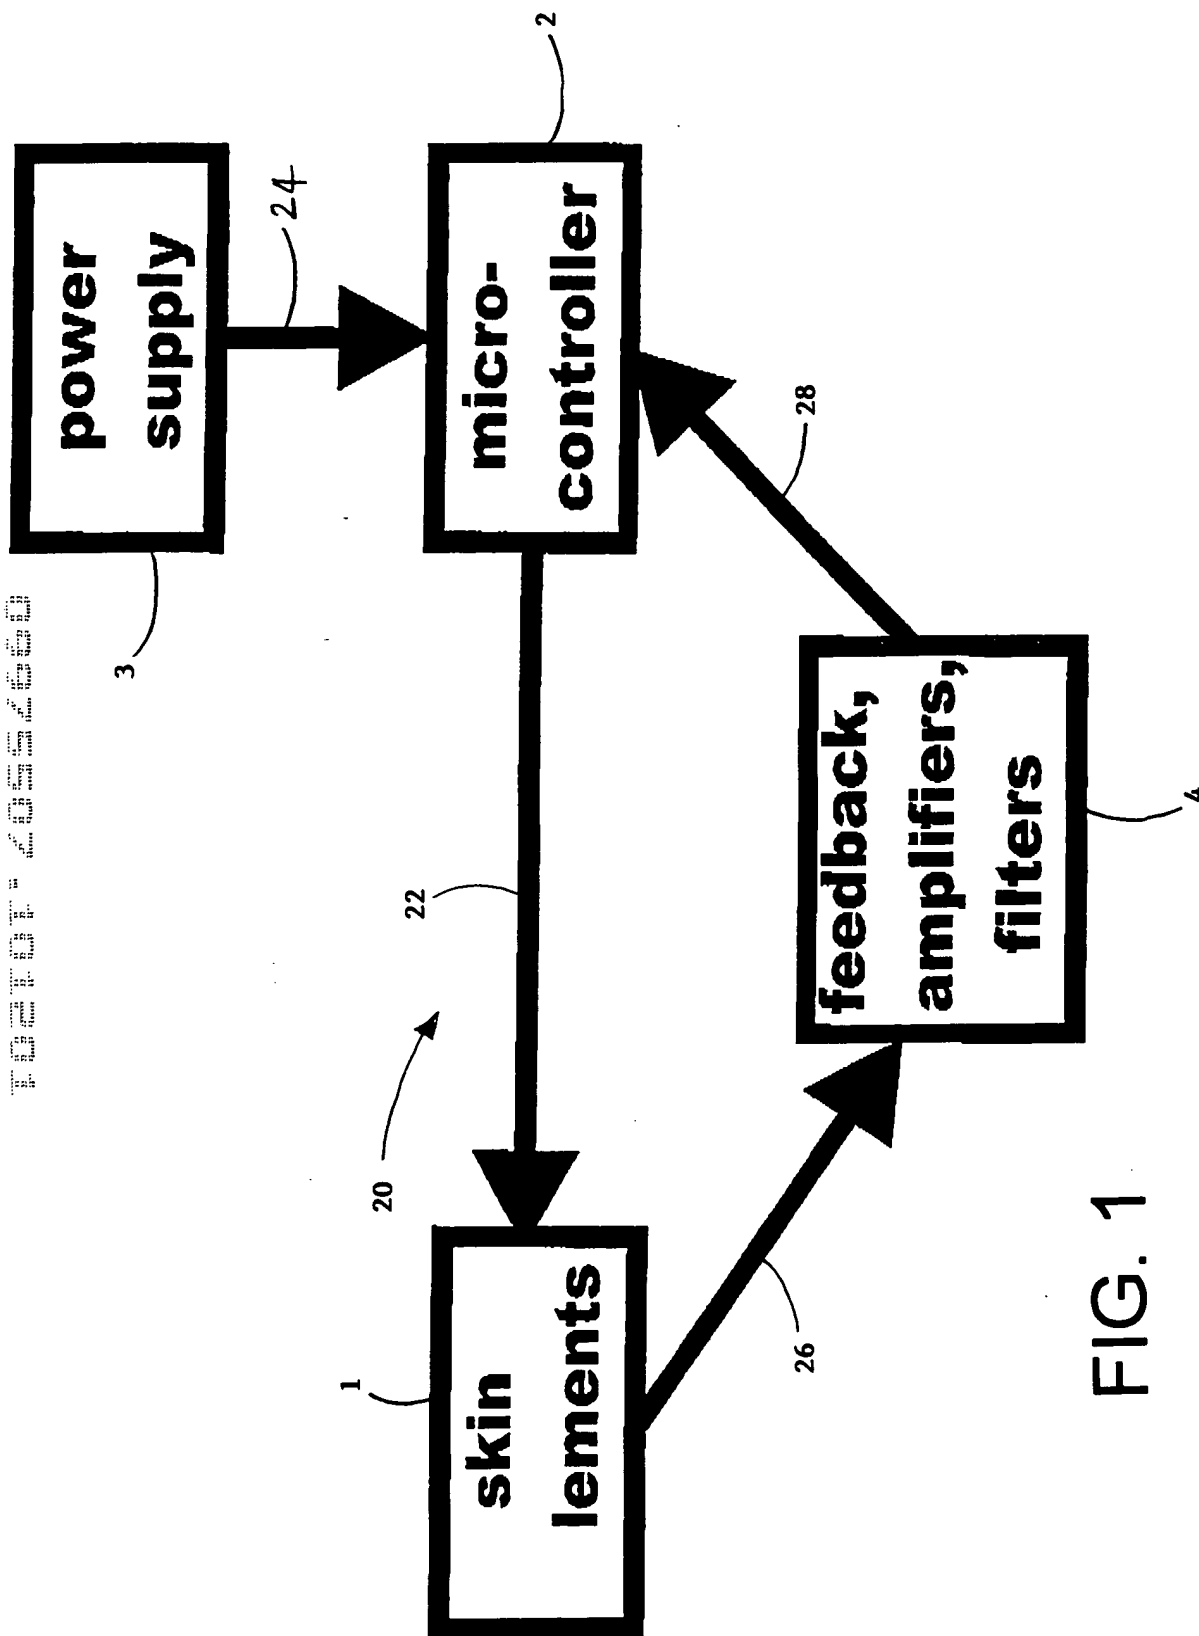 power
supply
3
24
1
20
22
skin
lements
micro-
controller
2
26
28
feedback,
amplifiers,
filters
4
FIG. 1